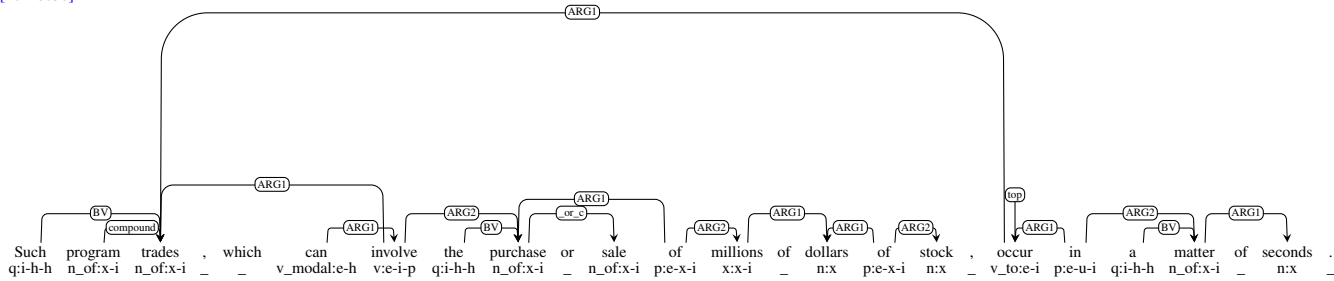 ARG1
top
ARG1 ARG1
BV compound ARG1 ARG2 BV _or_c ARG2 ARG1 ARG1 ARG2 ARG1 ARG2 BV ARG1
Such program trades , which can involve the purchase or sale of millions of dollars of stock , occur in a matter of seconds .
q:i-h-h n_of:x-i n_of:x-i _ _ v_modal:e-h v:e-i-p q:i-h-h n_of:x-i _ n_of:x-i p:e-x-i x:x-i _ n:x p:e-x-i n:x _ v_to:e-i p:e-u-i q:i-h-h n_of:x-i _ n:x _